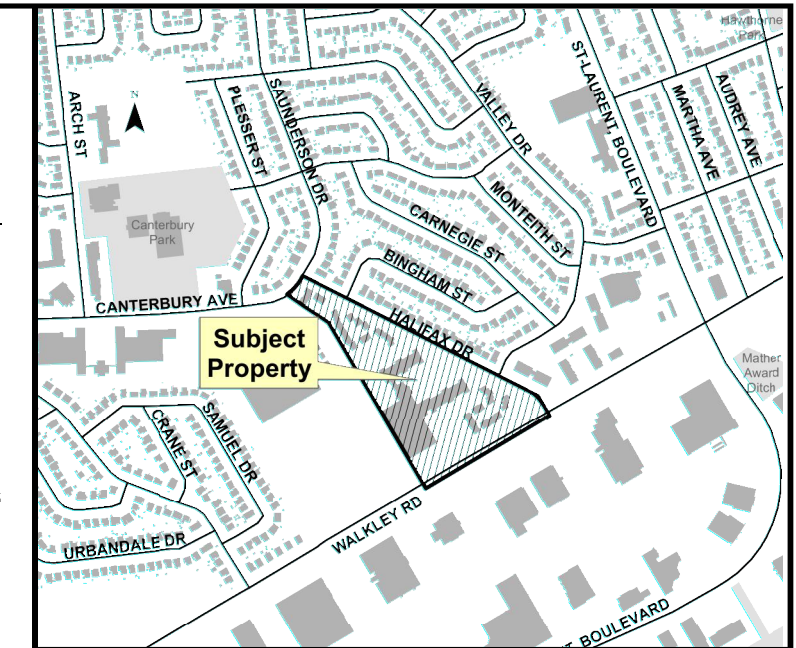 Hawthorne
Park
ST-LAURENT, BOULEVARD
ARCH ST
N
PLESSER ST
SAUNDERSON DR
VALLEY DR
MARTHA AVE
AUDREY AVE
MONTEITH ST
CARNEGIE ST
Canterbury
Park
BINGHAM ST
CANTERBURY AVE
HALIFAX DR
Subject
Property
Mather
Award
Ditch
CRANE ST
SAMUEL DR
WALKLEY RD
URBANDALE DR
BOULEVARD